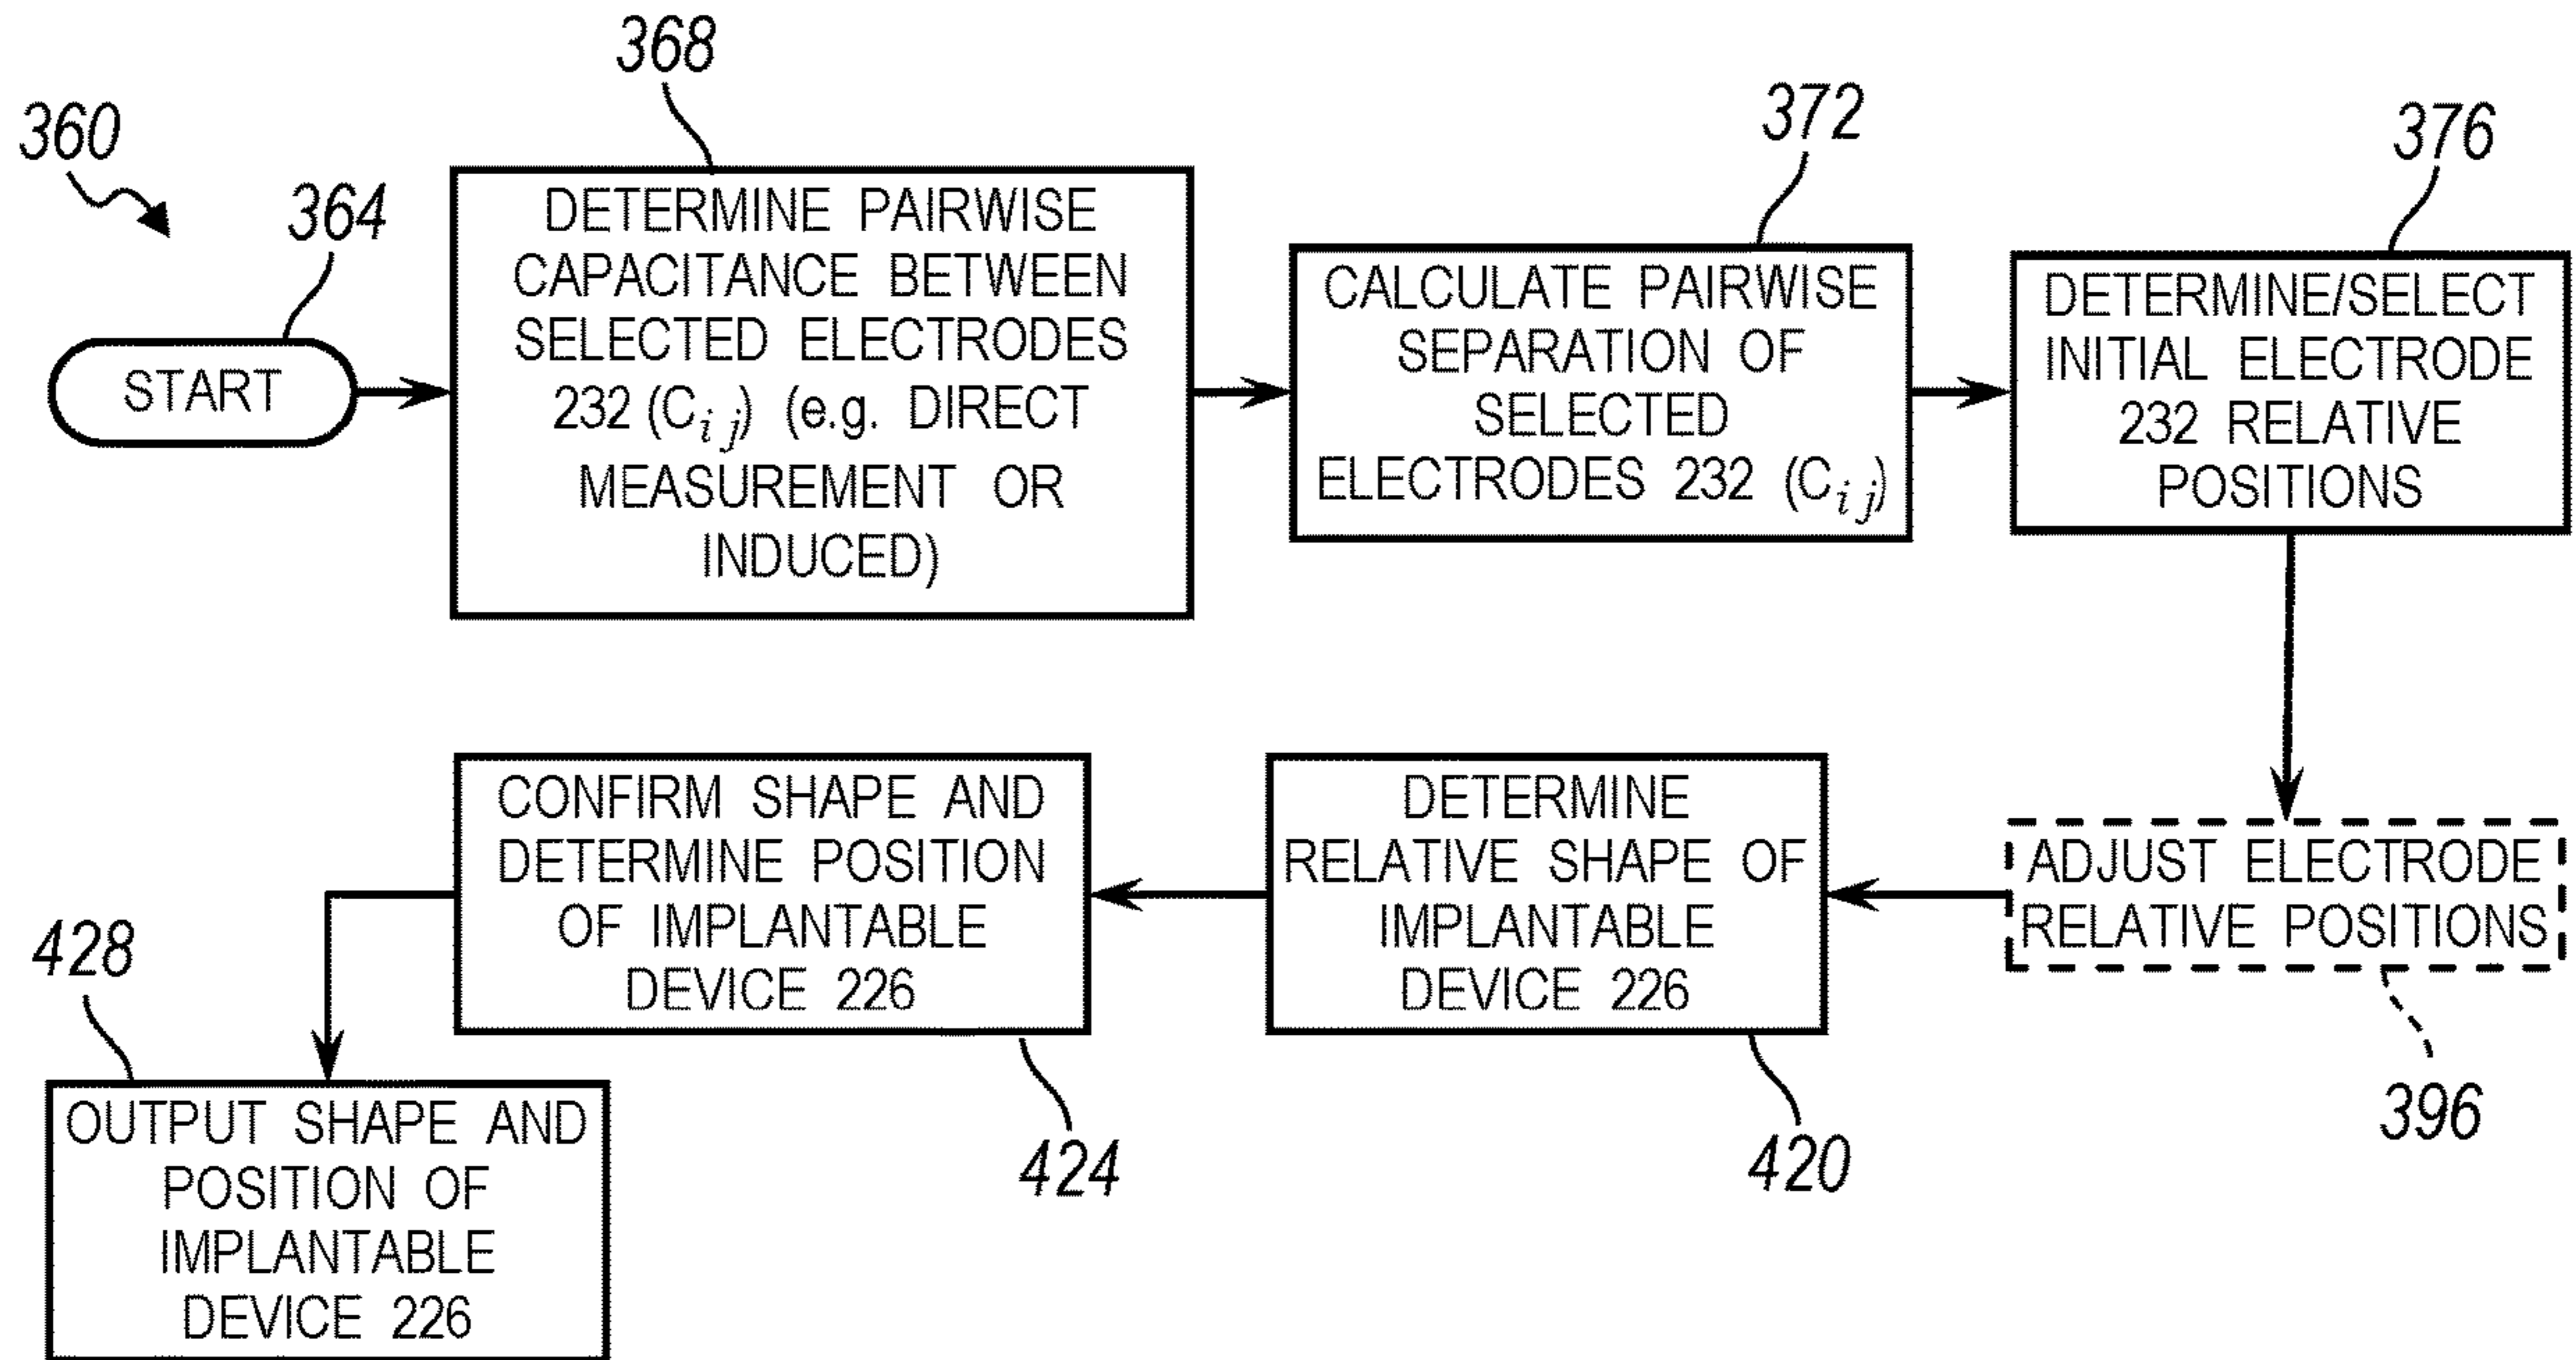 360
364
START
368
DETERMINE PAIRWISE
CAPACITANCE BETWEEN
SELECTED ELECTRODES
232 (C_{i j}) (e.g. DIRECT
MEASUREMENT OR
INDUCED)
372
CALCULATE PAIRWISE
SEPARATION OF
SELECTED
ELECTRODES 232 (C_{i j})
376
DETERMINE/SELECT
INITIAL ELECTRODE
232 RELATIVE
POSITIONS
ADJUST ELECTRODE
RELATIVE POSITIONS
396
DETERMINE
RELATIVE SHAPE OF
IMPLANTABLE
DEVICE 226
420
CONFIRM SHAPE AND
DETERMINE POSITION
OF IMPLANTABLE
DEVICE 226
424
428
OUTPUT SHAPE AND
POSITION OF
IMPLANTABLE
DEVICE 226